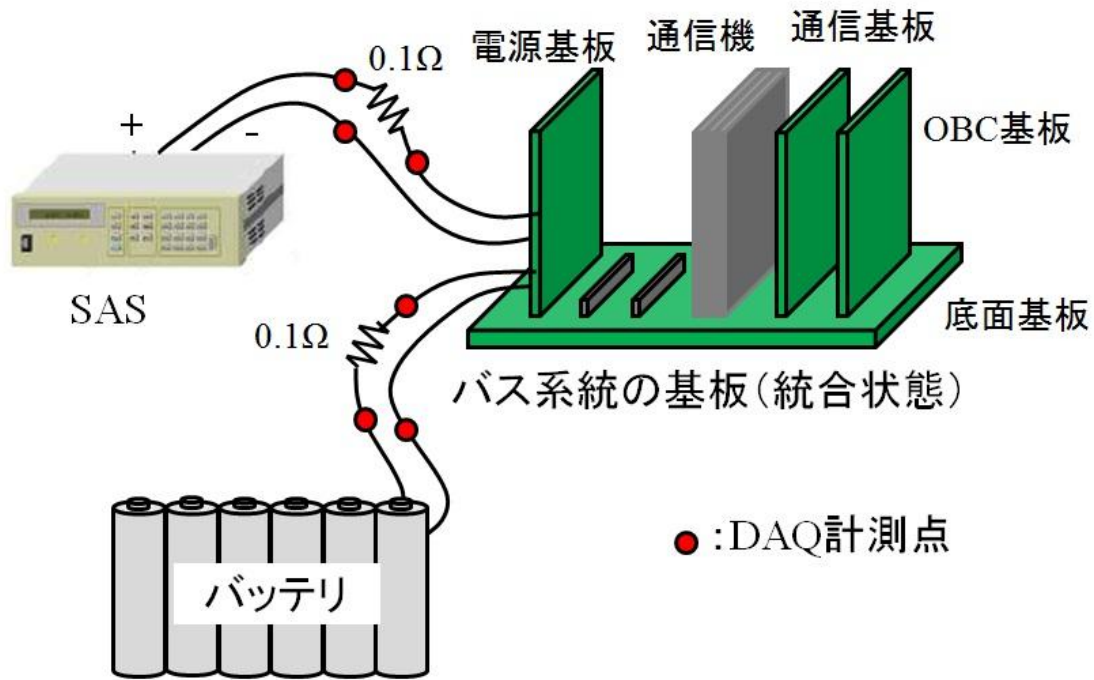 電源基板
通信機
通信基板
0.1Ω
OBC基板
+
-
SAS
0.1Ω
底面基板
バス系統の基板(統合状態)
:DAQ計測点
バッテリ